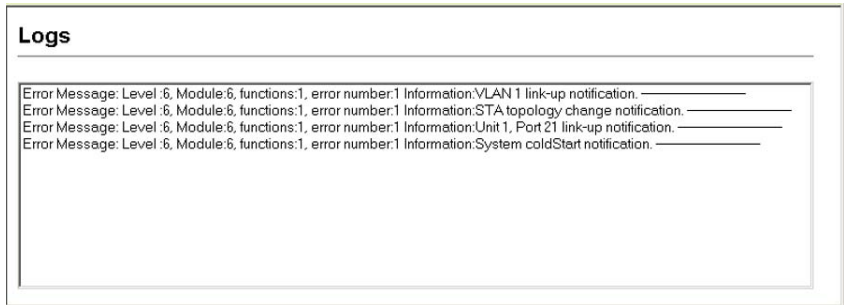 Logs
Error Message: Level :6, Module:6, functions:1, error number:1 Information:VLAN 1 link-up notification.
Error Message: Level :6, Module:6, functions:1, error number:1 Information:STA topology change notification.
Error Message: Level :6, Module:6, functions:1, error number:1 Information:Unit 1, Port 21 link-up notification.
Error Message: Level :6, Module:6, functions:1, error number:1 Information:System coldStart notification.